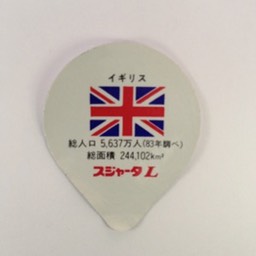 イギリス
総人口 5,637万人(83年調べ)
総面積 244,102km²
スジャータ L